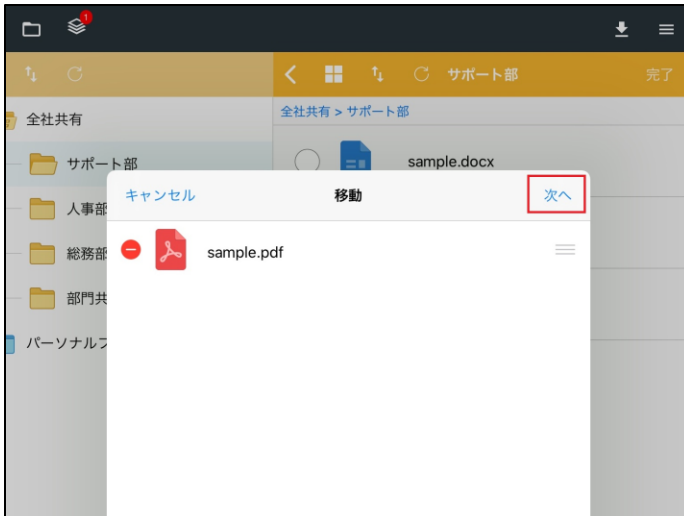 1
サポート部
完了
全社共有
全社共有 > サポート部
サポート部
sample.docx
人事部
総務部
部門共
パーソナルフ
キャンセル
移動
次へ
sample.pdf